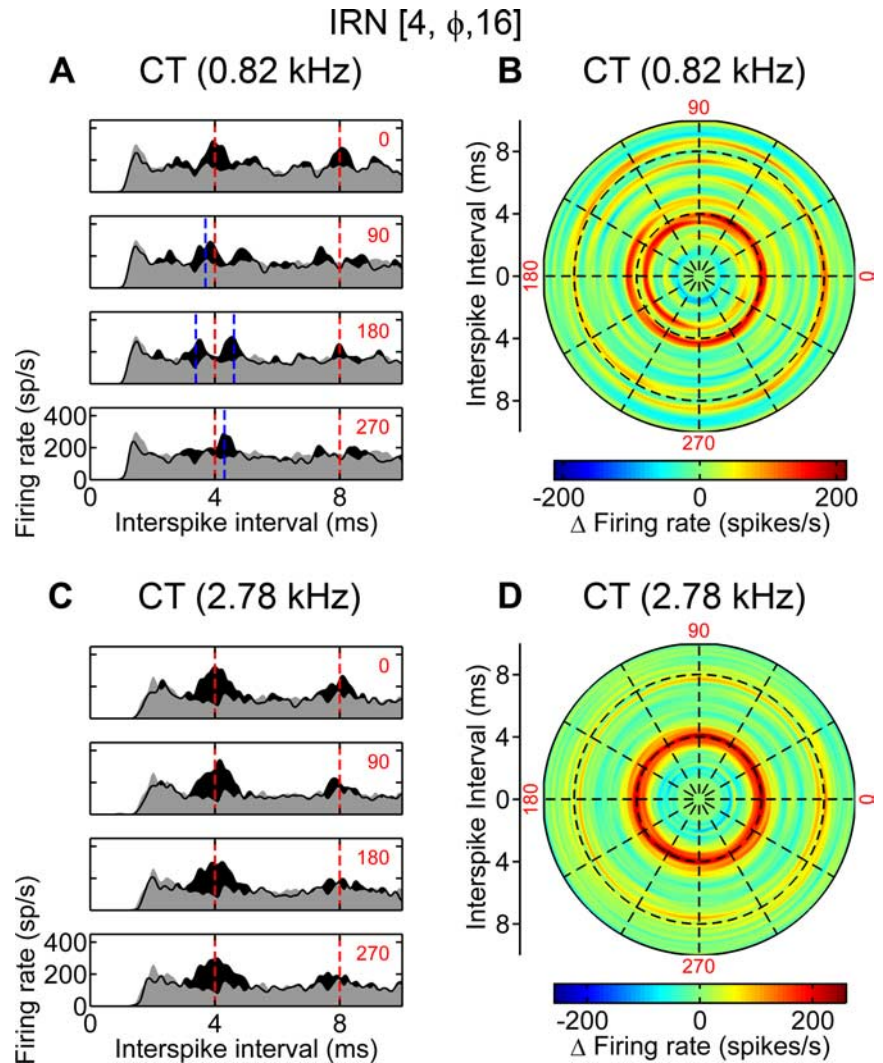 IRN [4, ϕ,16]
A CT (0.82 kHz)
0
90
180
270
Firing rate (sp/s)
400
200
0
0 4 8
Interspike interval (ms)
B CT (0.82 kHz)
90
180
0
270
Interspike Interval (ms)
8
4
0
4
8
-200 0 200
Δ Firing rate (spikes/s)
C CT (2.78 kHz)
0
90
180
270
Firing rate (sp/s)
400
200
0
0 4 8
Interspike interval (ms)
D CT (2.78 kHz)
90
180
0
270
Interspike Interval (ms)
8
4
0
4
8
-200 0 200
Δ Firing rate (spikes/s)